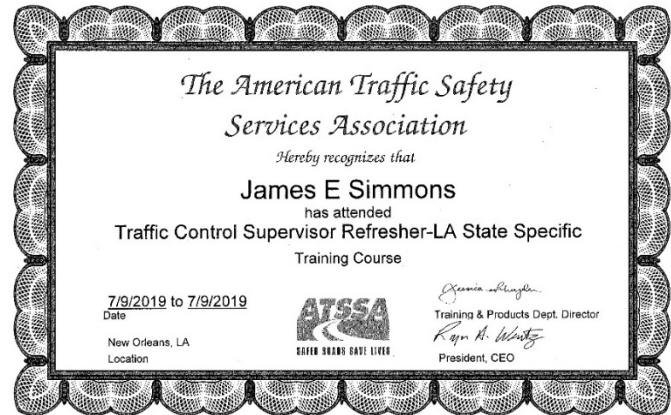 The American Traffic Safety
Services Association
Hereby recognizes that
James E Simmons
has attended
Traffic Control Supervisor Refresher-LA State Specific
Training Course
7/9/2019 to 7/9/2019
Date
New Orleans, LA
Location
ATSSA
SAFER ROADS SAVE LIVES
Training & Products Dept. Director
Ryn A. Wentz
President, CEO